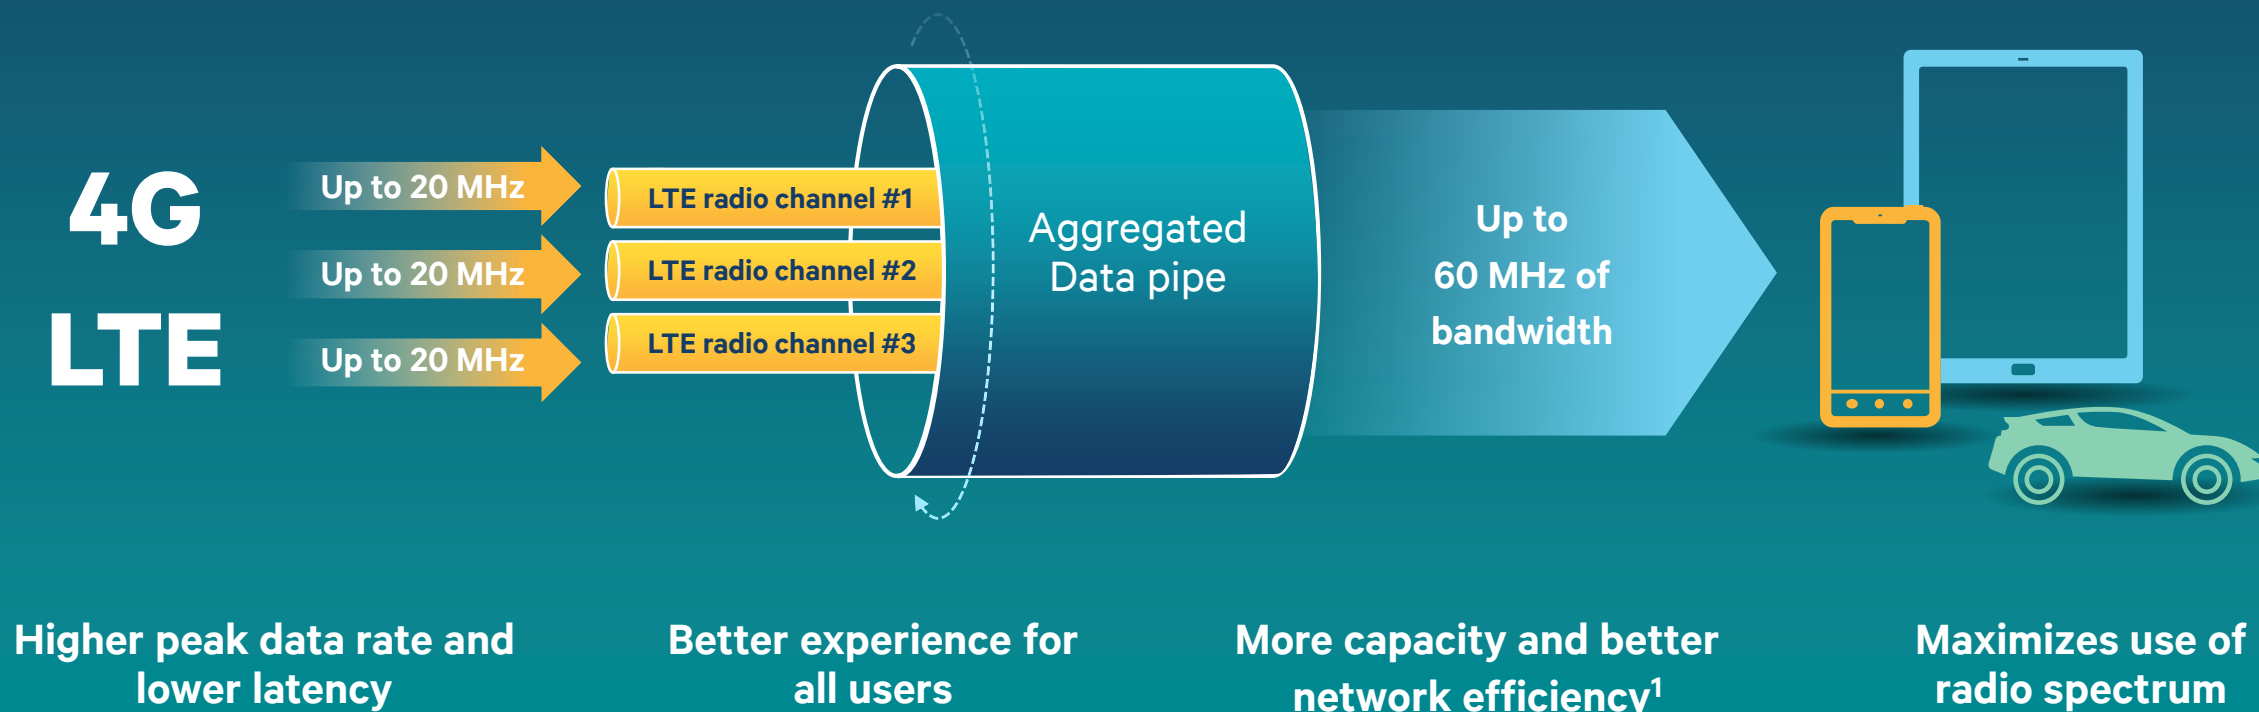 4G
LTE
Up to 20 MHz
Up to 20 MHz
Up to 20 MHz
LTE radio channel #1
LTE radio channel #2
LTE radio channel #3
Aggregated
Data pipe
Up to
60 MHz of
bandwidth
Higher peak data rate and
lower latency
Better experience for
all users
More capacity and better
network efficiency¹
Maximizes use of
radio spectrum